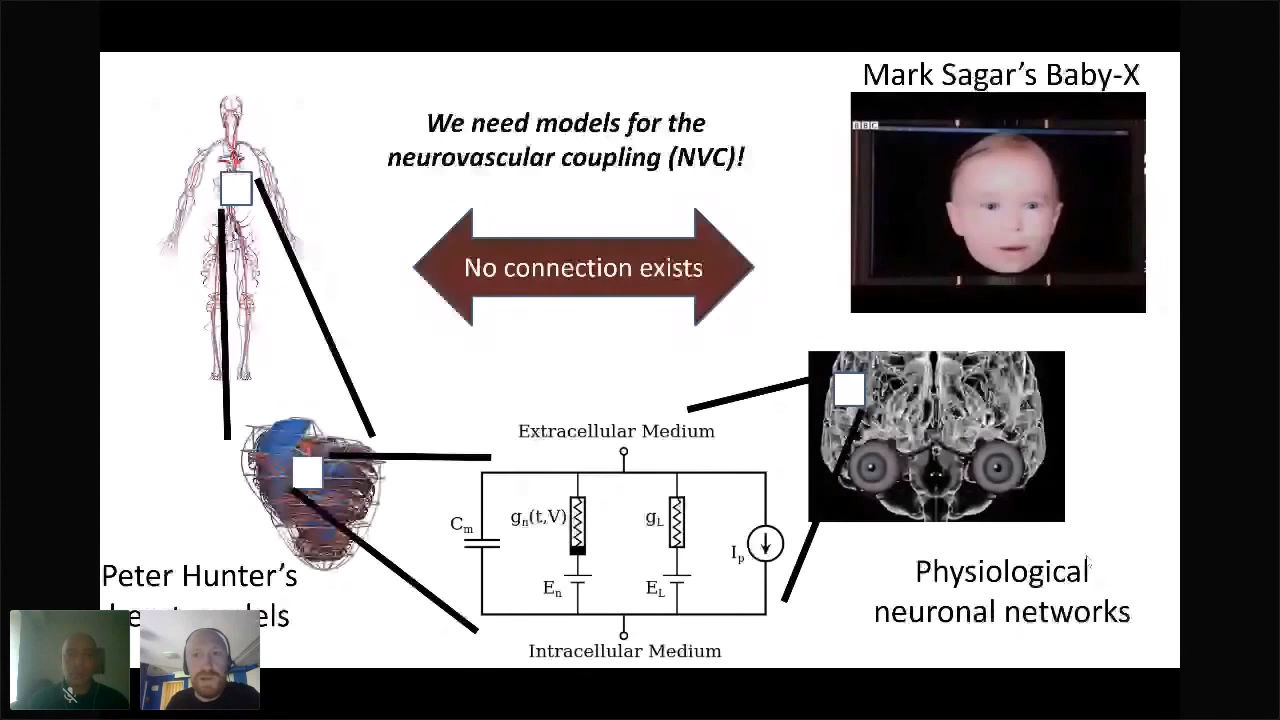 Mark Sagar's Baby-X
We need models for the
neurovascular coupling (NVC)!
BBC
No connection exists
Extracellular Medium
Cm
gn(t,V)
gL
Ip
En
EL
Intracellular Medium
Peter Hunter's
Physiological
neuronal networks